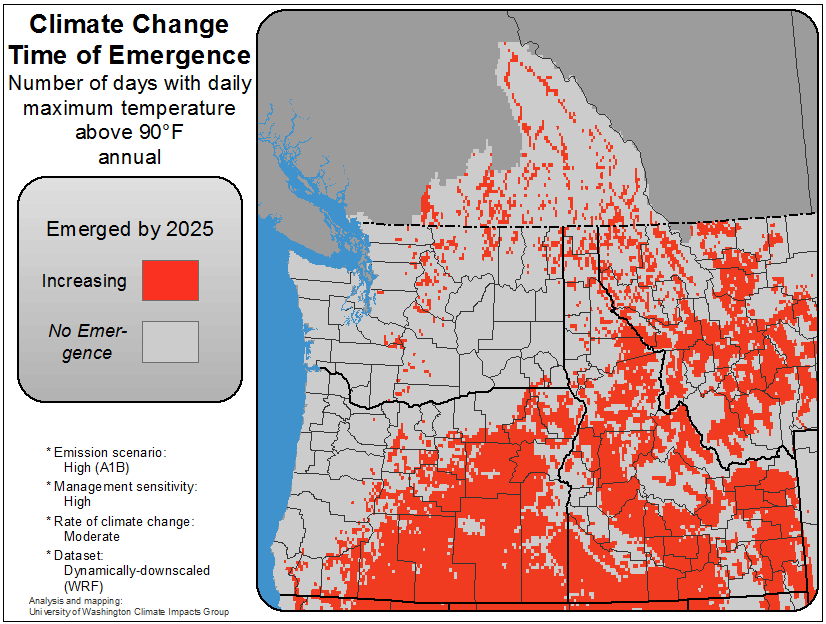 Climate Change
Time of Emergence
Number of days with daily
maximum temperature
above 90°F
annual
Emerged by 2025
Increasing
No Emer-
gence
* Emission scenario:
High (A1B)
* Management sensitivity:
High
* Rate of climate change:
Moderate
* Dataset:
Dynamically-downscaled
(WRF)
Analysis and mapping:
University of Washington Climate Impacts Group